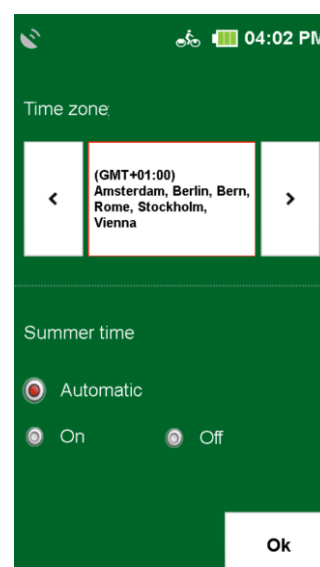 04:02 PM
Time zone:
<
(GMT+01:00)
Amsterdam, Berlin, Bern,
Rome, Stockholm,
Vienna
>
Summer time
Automatic
On Off
Ok